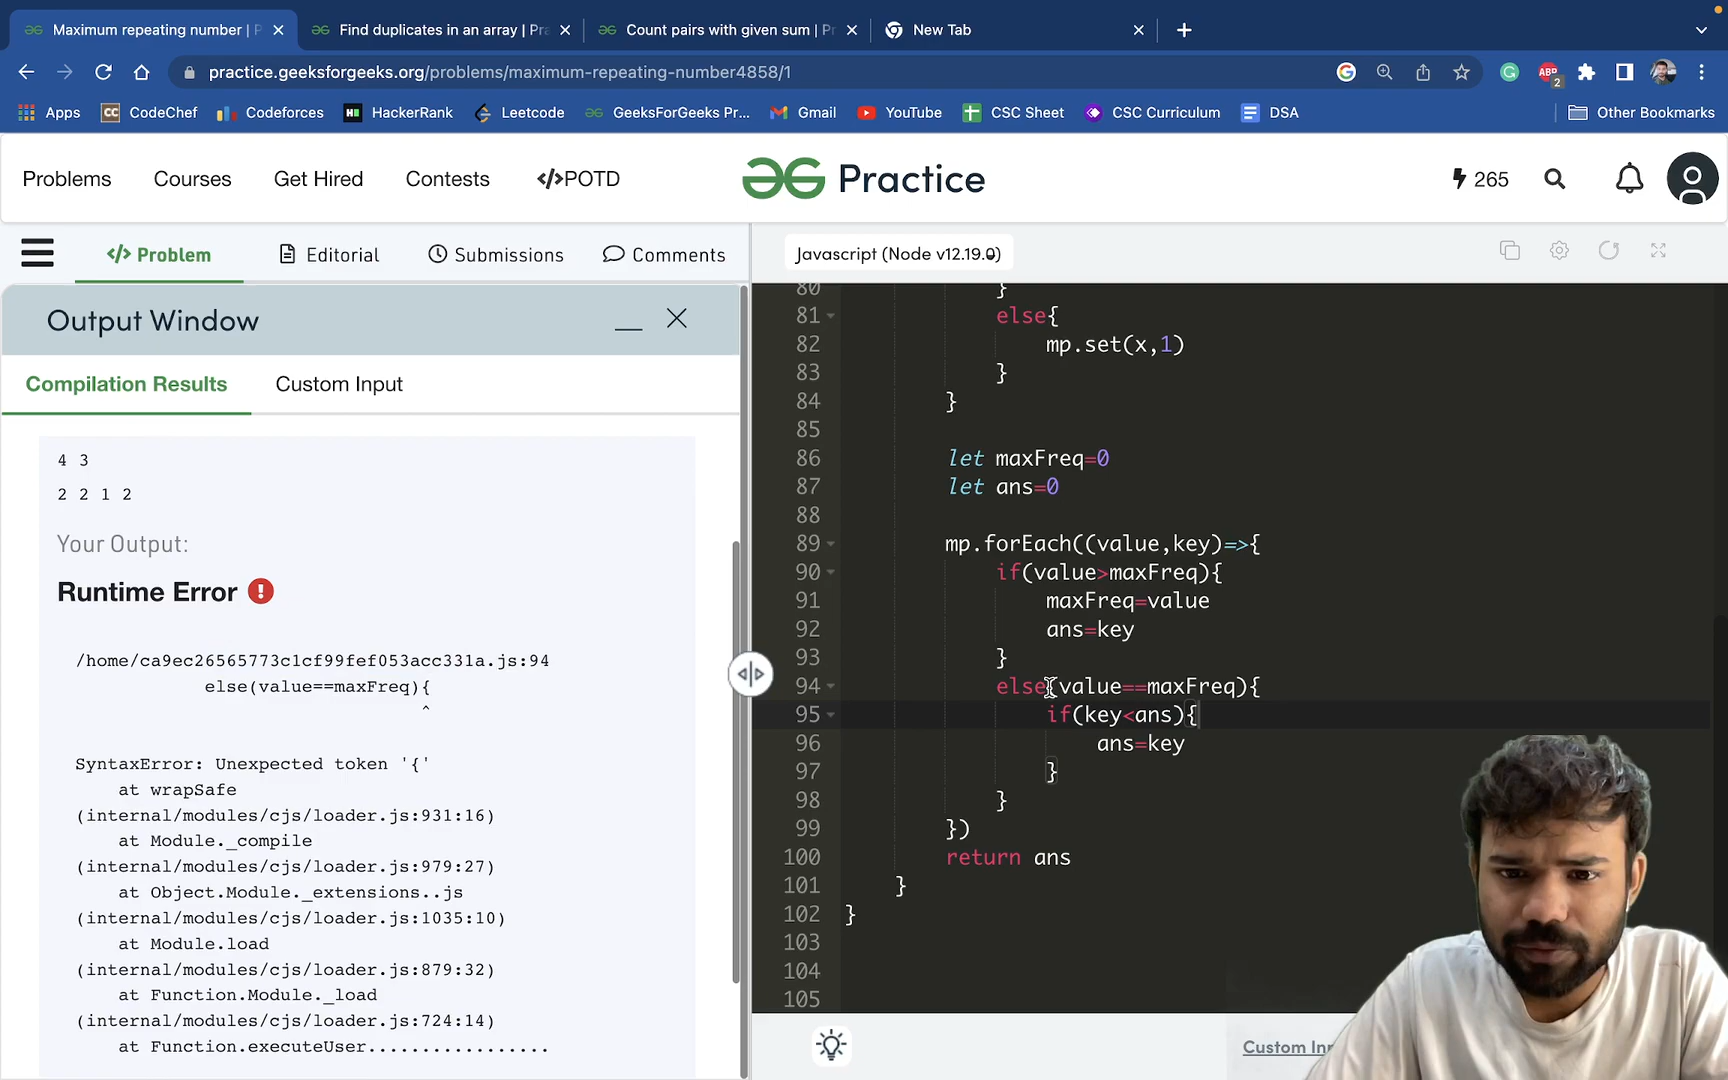 Maximum repeating number | P
Find duplicates in an array | Pra
Count pairs with given sum | Pr
New Tab
practice.geeksforgeeks.org/problems/maximum-repeating-number4858/1
ABP
2
Apps
CC CodeChef
Codeforces
H HackerRank
Leetcode
GeeksForGeeks Pr...
Gmail
YouTube
CSC Sheet
CSC Curriculum
DSA
Other Bookmarks
Problems
Courses
Get Hired
Contests
</>POTD
Practice
265
</> Problem
Editorial
Submissions
Comments
Javascript (Node v12.19.0)
Output Window
Compilation Results
Custom Input
4 3
2 2 1 2
Your Output:
Runtime Error !
/home/ca9ec26565773c1cf99fef053acc331a.js:94
else(value==maxFreq){
^
SyntaxError: Unexpected token '{'
at wrapSafe
(internal/modules/cjs/loader.js:931:16)
at Module._compile
(internal/modules/cjs/loader.js:979:27)
at Object.Module._extensions..js
(internal/modules/cjs/loader.js:1035:10)
at Module.load
(internal/modules/cjs/loader.js:879:32)
at Function.Module._load
(internal/modules/cjs/loader.js:724:14)
at Function.executeUser.................
80 }
81 else{
82 mp.set(x,1)
83 }
84 }
85
86 let maxFreq=0
87 let ans=0
88
89 mp.forEach((value,key)=>{
90 if(value>maxFreq){
91 maxFreq=value
92 ans=key
93 }
94 else(value==maxFreq){
95 if(key<ans){
96 ans=key
97 }
98 }
99 })
100 return ans
101 }
102 }
103
104
105